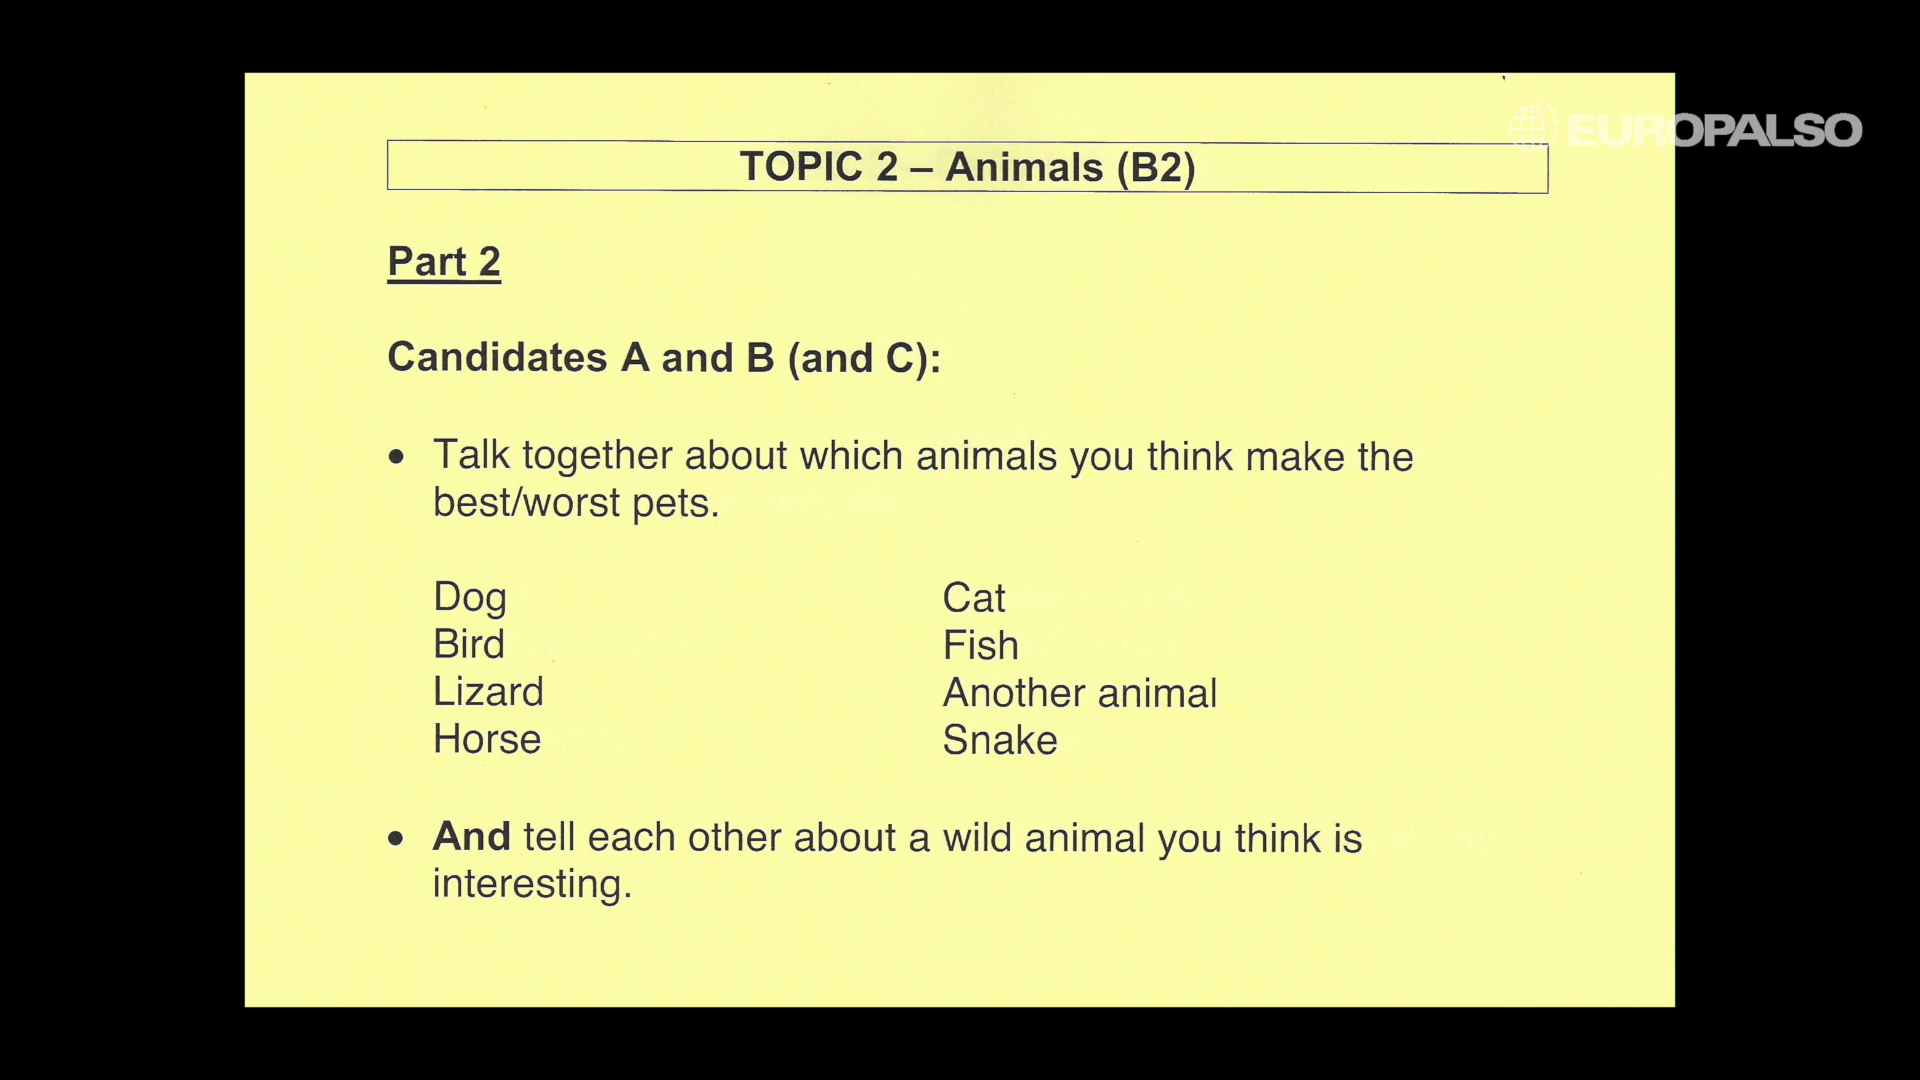 EUROPALSO
TOPIC 2 – Animals (B2)
Part 2
Candidates A and B (and C):
• Talk together about which animals you think make the
best/worst pets.
Dog
Cat
Bird
Fish
Lizard
Another animal
Horse
Snake
• And tell each other about a wild animal you think is
interesting.